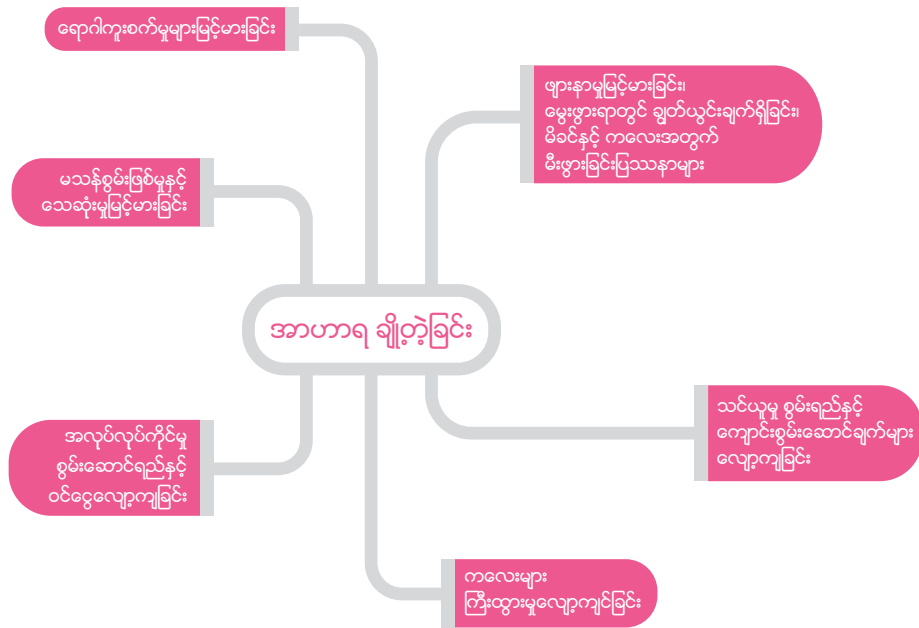 ရောဂါကူးစက်မှုများမြင့်မားခြင်း
ဖျားနာမှုမြင့်မားခြင်း၊
မွေးဖွားရာတွင် ချွတ်ယွင်းချက်ရှိခြင်း၊
မိခင်နှင့် ကလေးအတွက်
မီးဖွားခြင်းပြဿနာများ
မသန်စွမ်းဖြစ်မှုနှင့်
သေဆုံးမှုမြင့်မားခြင်း
အာဟာရ ချို့တဲ့ခြင်း
သင်ယူမှု စွမ်းရည်နှင့်
ကျောင်းစွမ်းဆောင်ချက်များ
လျော့ကျခြင်း
အလုပ်လုပ်ကိုင်မှု
စွမ်းဆောင်ရည်နှင့်
ဝင်ငွေလျော့ကျခြင်း
ကလေးများ
ကြီးထွားမှုလျော့ကျင်ခြင်း